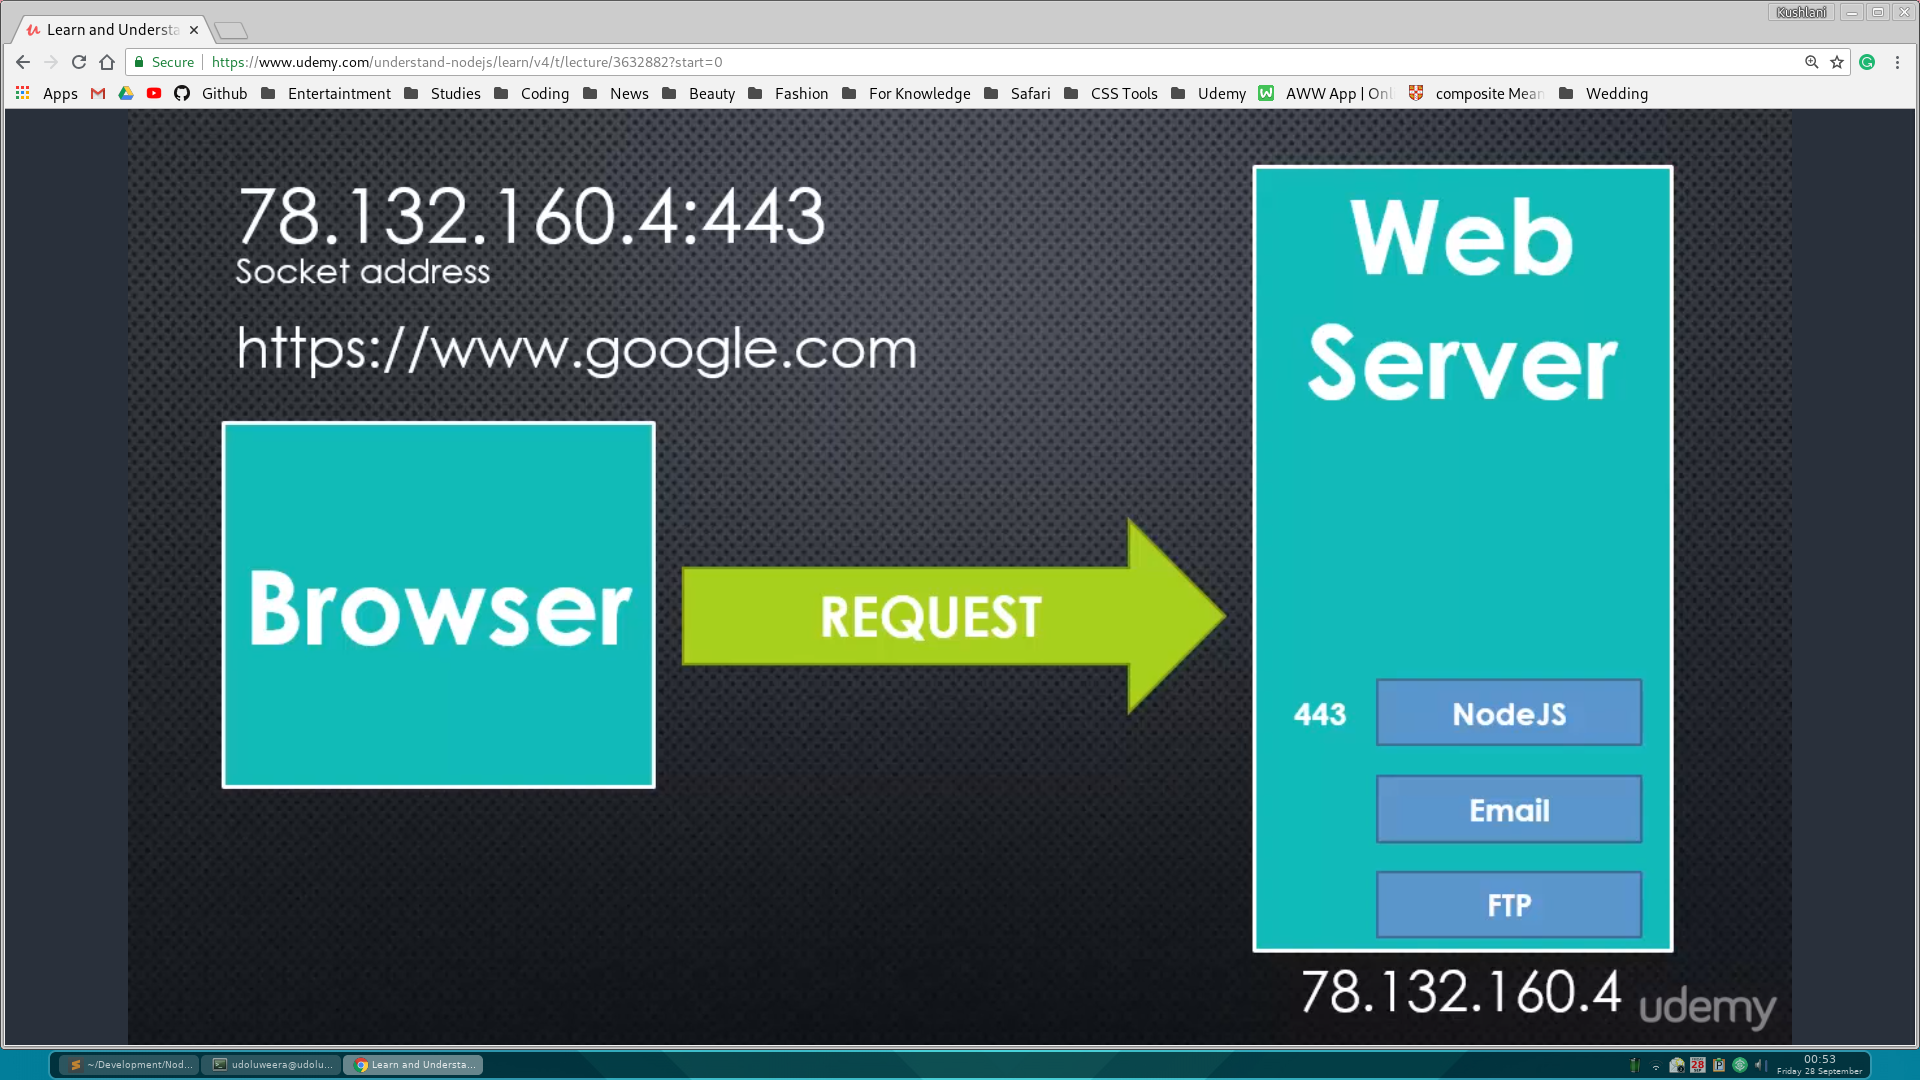 Kushlani
Learn and Understa
Secure
https://www.udemy.com/understand-nodejs/learn/v4/t/lecture/3632882?start=0
Apps
Github
Entertaintment
Studies
Coding
News
Beauty
Fashion
For Knowledge
Safari
CSS Tools
Udemy
AWW App | Onl
composite Mean
Wedding
78.132.160.4:443
Socket address
https://www.google.com
Browser
REQUEST
Web
Server
443
NodeJS
Email
FTP
78.132.160.4
udemy
~/Development/Nod...
udoluweera@udolu...
Learn and Understa...
28
00:53
Friday 28 September